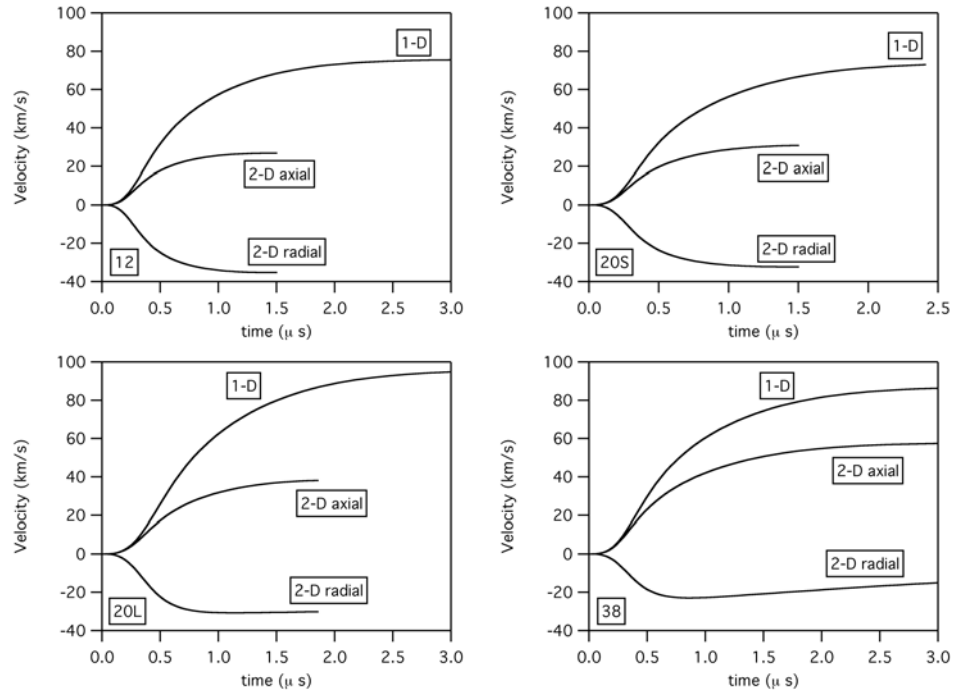 100
80
60
40
20
0
-20
-40
Velocity (km/s)
1-D
2-D axial
2-D radial
12
0.0 0.5 1.0 1.5 2.0 2.5 3.0
time (μ s)
100
80
60
40
20
0
-20
-40
Velocity (km/s)
1-D
2-D axial
2-D radial
20S
0.0 0.5 1.0 1.5 2.0 2.5
time (μ s)
100
80
60
40
20
0
-20
-40
Velocity (km/s)
1-D
2-D axial
2-D radial
20L
0.0 0.5 1.0 1.5 2.0 2.5 3.0
time (μ s)
100
80
60
40
20
0
-20
-40
Velocity (km/s)
1-D
2-D axial
2-D radial
38
0.0 0.5 1.0 1.5 2.0 2.5 3.0
time (μ s)